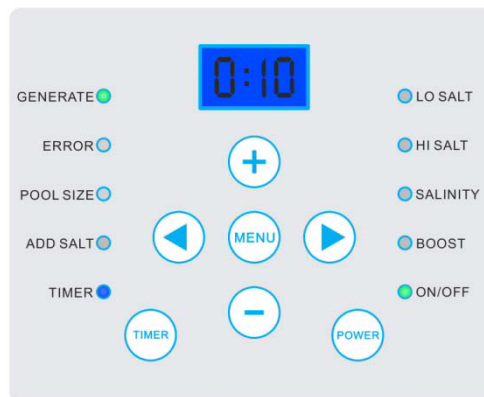 0:10
GENERATE
LO SALT
ERROR
+
HI SALT
POOL SIZE
SALINITY
ADD SALT
MENU
BOOST
TIMER
−
ON/OFF
TIMER
POWER